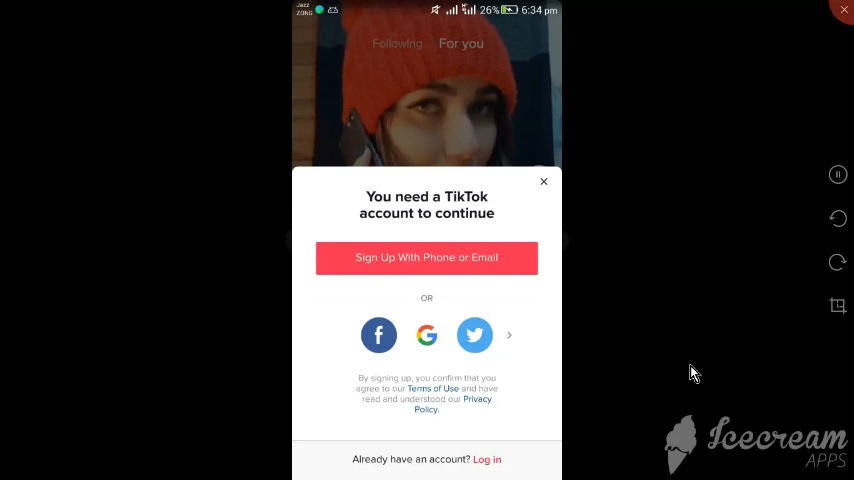 Jazz
ZONG
26% 6:34 pm
Following For you
You need a TikTok
account to continue
Sign Up With Phone or Email
OR
By signing up, you confirm that you
agree to our Terms of Use and have
read and understood our Privacy
Policy.
Already have an account? Log in
Icecream
APPS